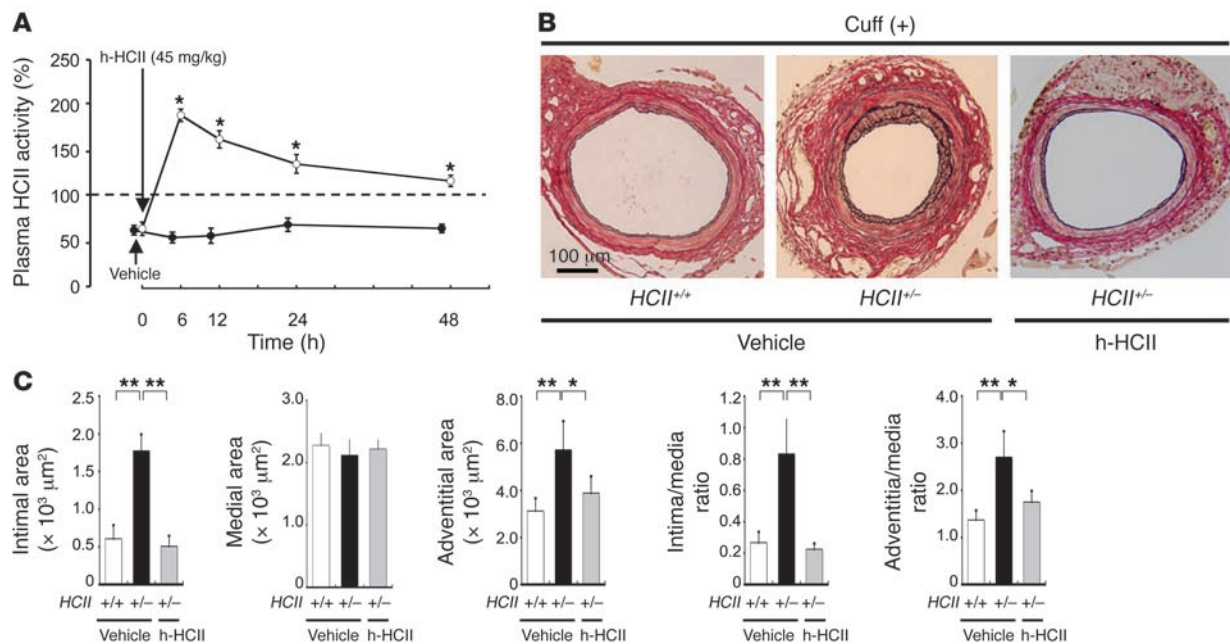 A
h-HCII (45 mg/kg)
Plasma HCII activity (%)
250
200
150
100
50
0
*
*
*
*
Vehicle
0 6 12 24 48
Time (h)
B
Cuff (+)
100 μm
HCII+/+ HCII+/– HCII+/–
Vehicle h-HCII
C
Intimal area
(× 10³ μm²)
2.5
2.0
1.5
1.0
0.5
0
** **
HCII +/+ +/– +/–
Vehicle h-HCII
Medial area
(× 10³ μm²)
3.0
2.0
1.0
0
+/+ +/– +/–
Vehicle h-HCII
Adventitial area
(× 10³ μm²)
8.0
6.0
4.0
2.0
0
** *
HCII +/+ +/– +/–
Vehicle h-HCII
Intima/media
ratio
1.2
1.0
0.8
0.6
0.4
0.2
0
** **
HCII +/+ +/– +/–
Vehicle h-HCII
Adventitia/media
ratio
4.0
3.0
2.0
1.0
0
** *
HCII +/+ +/– +/–
Vehicle h-HCII